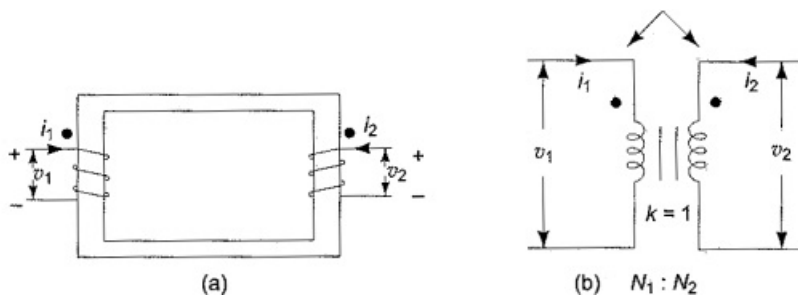 i₁
i₂
+
v₁
−
+
v₂
−
(a)
i₁
i₂
v₁
v₂
k = 1
(b) N₁ : N₂